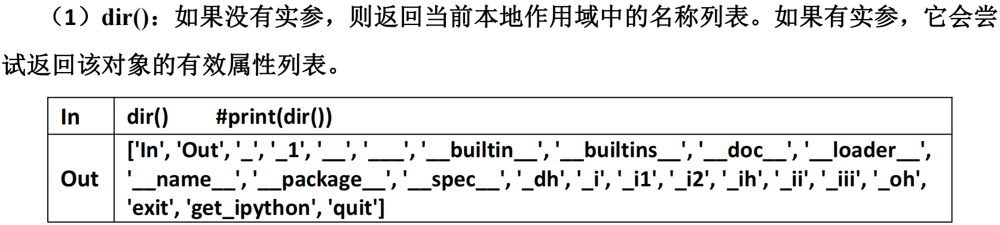 （1）dir()：如果没有实参，则返回当前本地作用域中的名称列表。如果有实参，它会尝
试返回该对象的有效属性列表。
In dir() #print(dir())
['In', 'Out', '_', '_1', '__', '___', '__builtin__', '__builtins__', '__doc__', '__loader__',
Out '__name__', '__package__', '__spec__', '_dh', '_i', '_i1', '_i2', '_ih', '_ii', '_iii', '_oh',
'exit', 'get_ipython', 'quit']